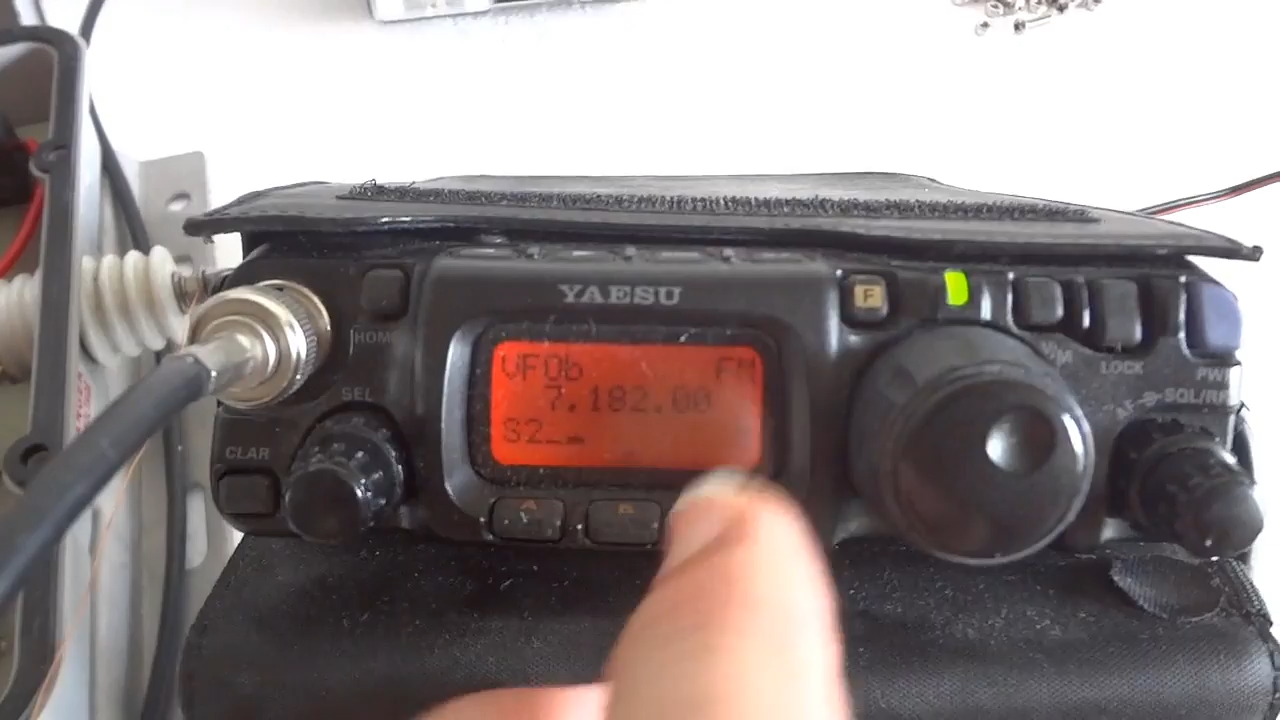 YAESU
F
HOME
V/M
LOCK
PWR
VFOb FM
7.182.00
S2
SEL
AF SQL/RF
CLAR
A
B